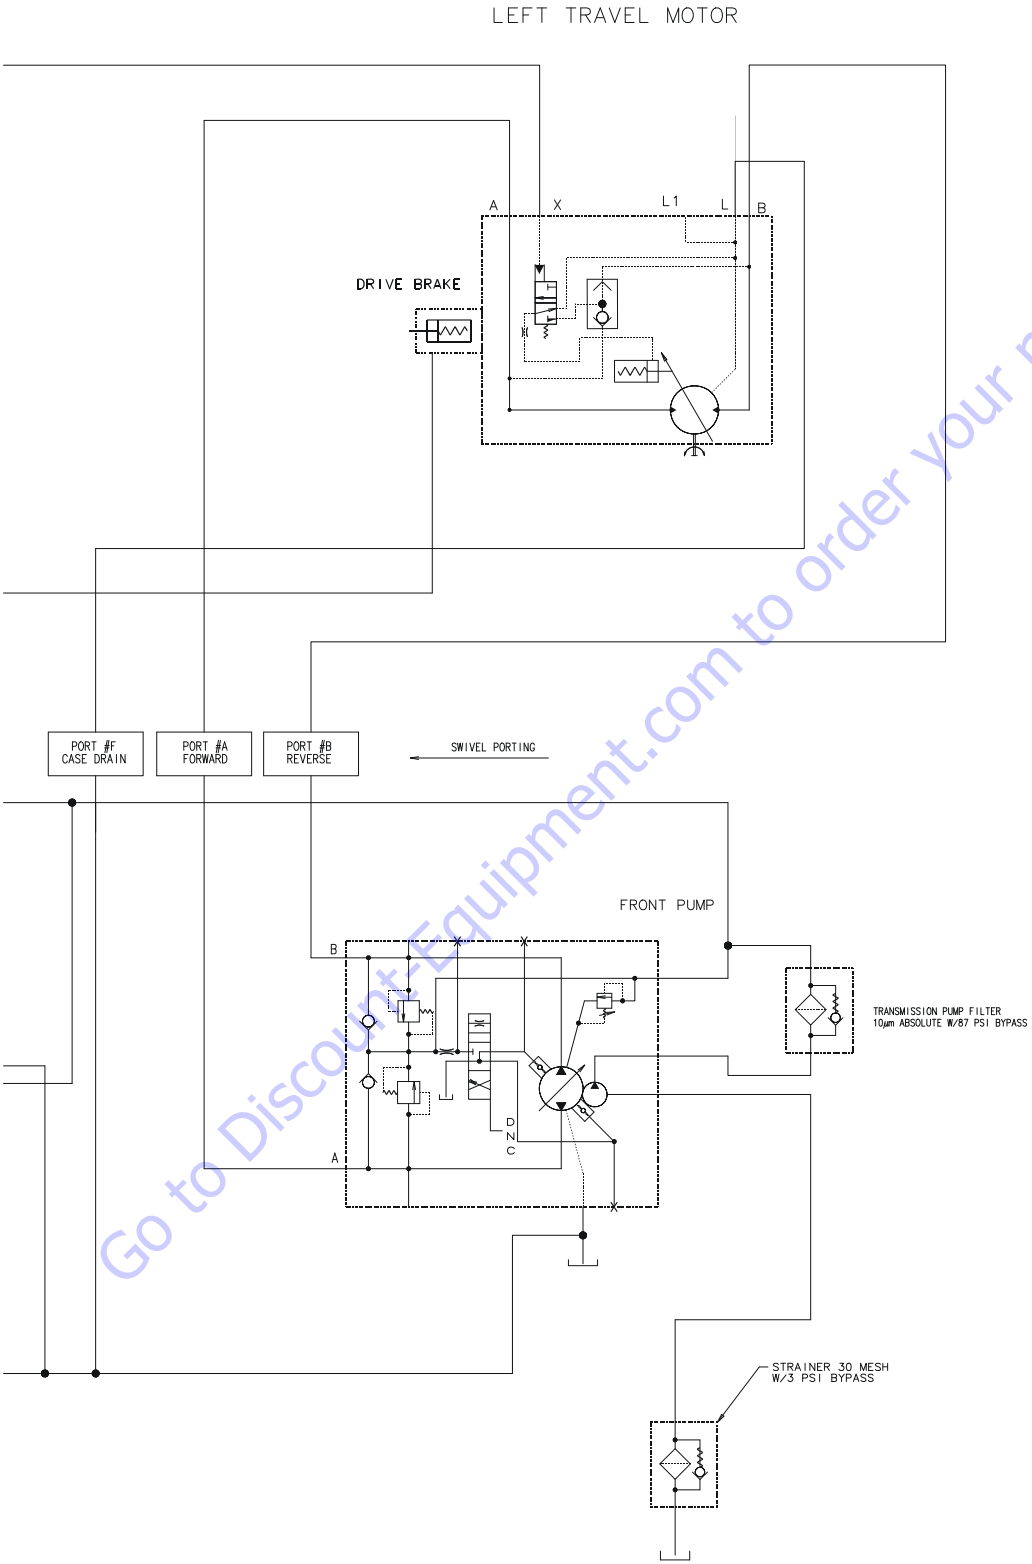 LEFT TRAVEL MOTOR
A
X
L1
L
B
DRIVE BRAKE
PORT #F
CASE DRAIN
PORT #A
FORWARD
PORT #B
REVERSE
SWIVEL PORTING
FRONT PUMP
B
TRANSMISSION PUMP FILTER
10µm ABSOLUTE W/87 PSI BYPASS
D
N
C
A
STRAINER 30 MESH
W/3 PSI BYPASS
Go to Discount-Equipment.com to order your